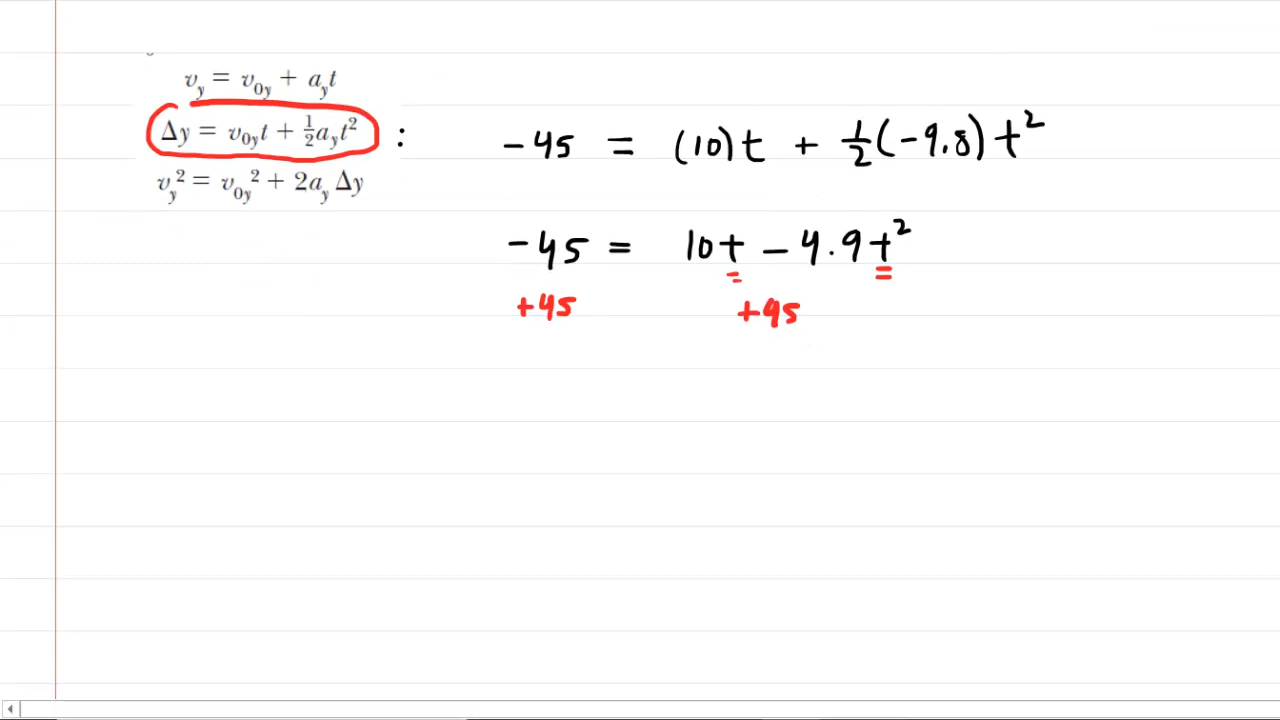 v_y = v_0y + a_y t
Δy = v_0y t + ½ a_y t² : -45 = (10)t + ½(-9.8)t²
v_y² = v_0y² + 2a_y Δy
-45 = 10t - 4.9t²
+45 +45